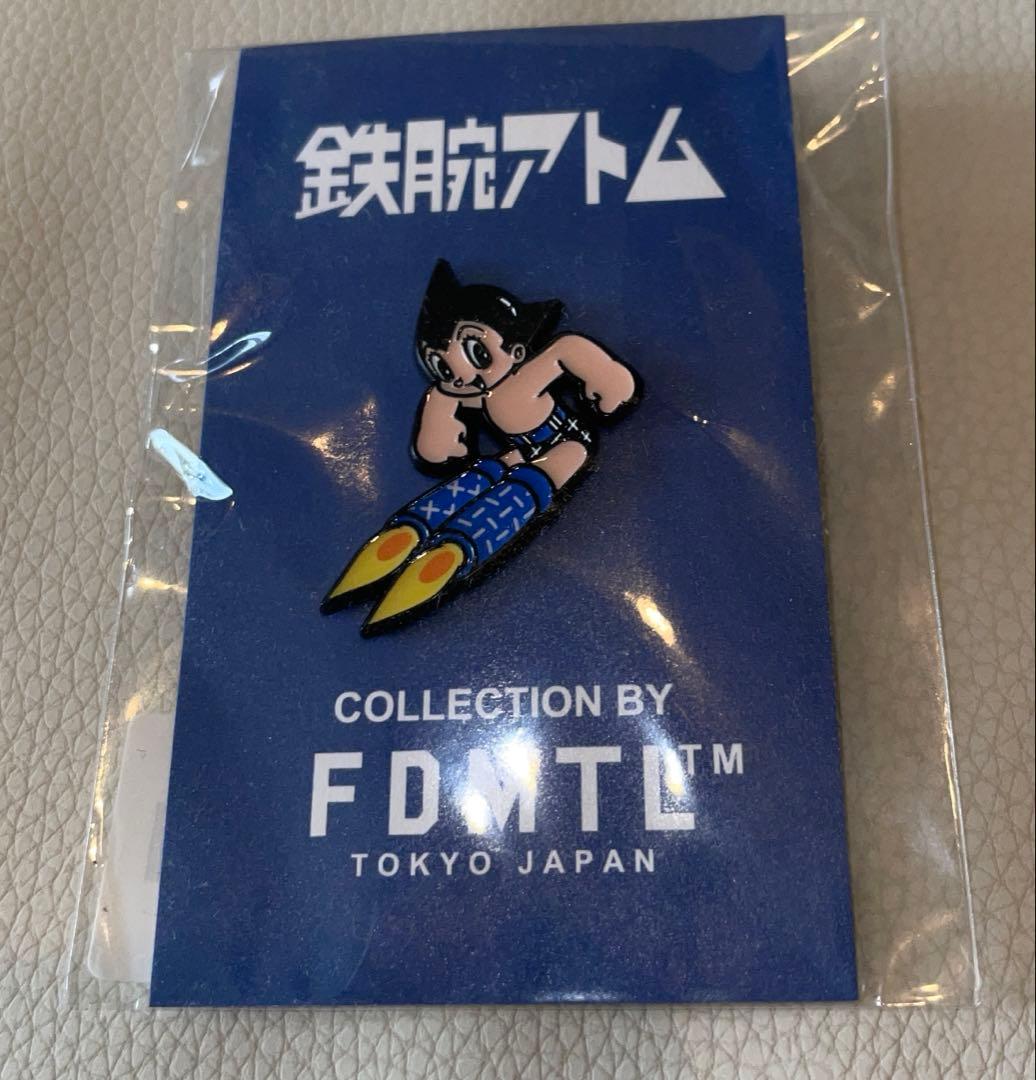 鉄腕アトム
COLLECTION BY
FDMTL™
TOKYO JAPAN